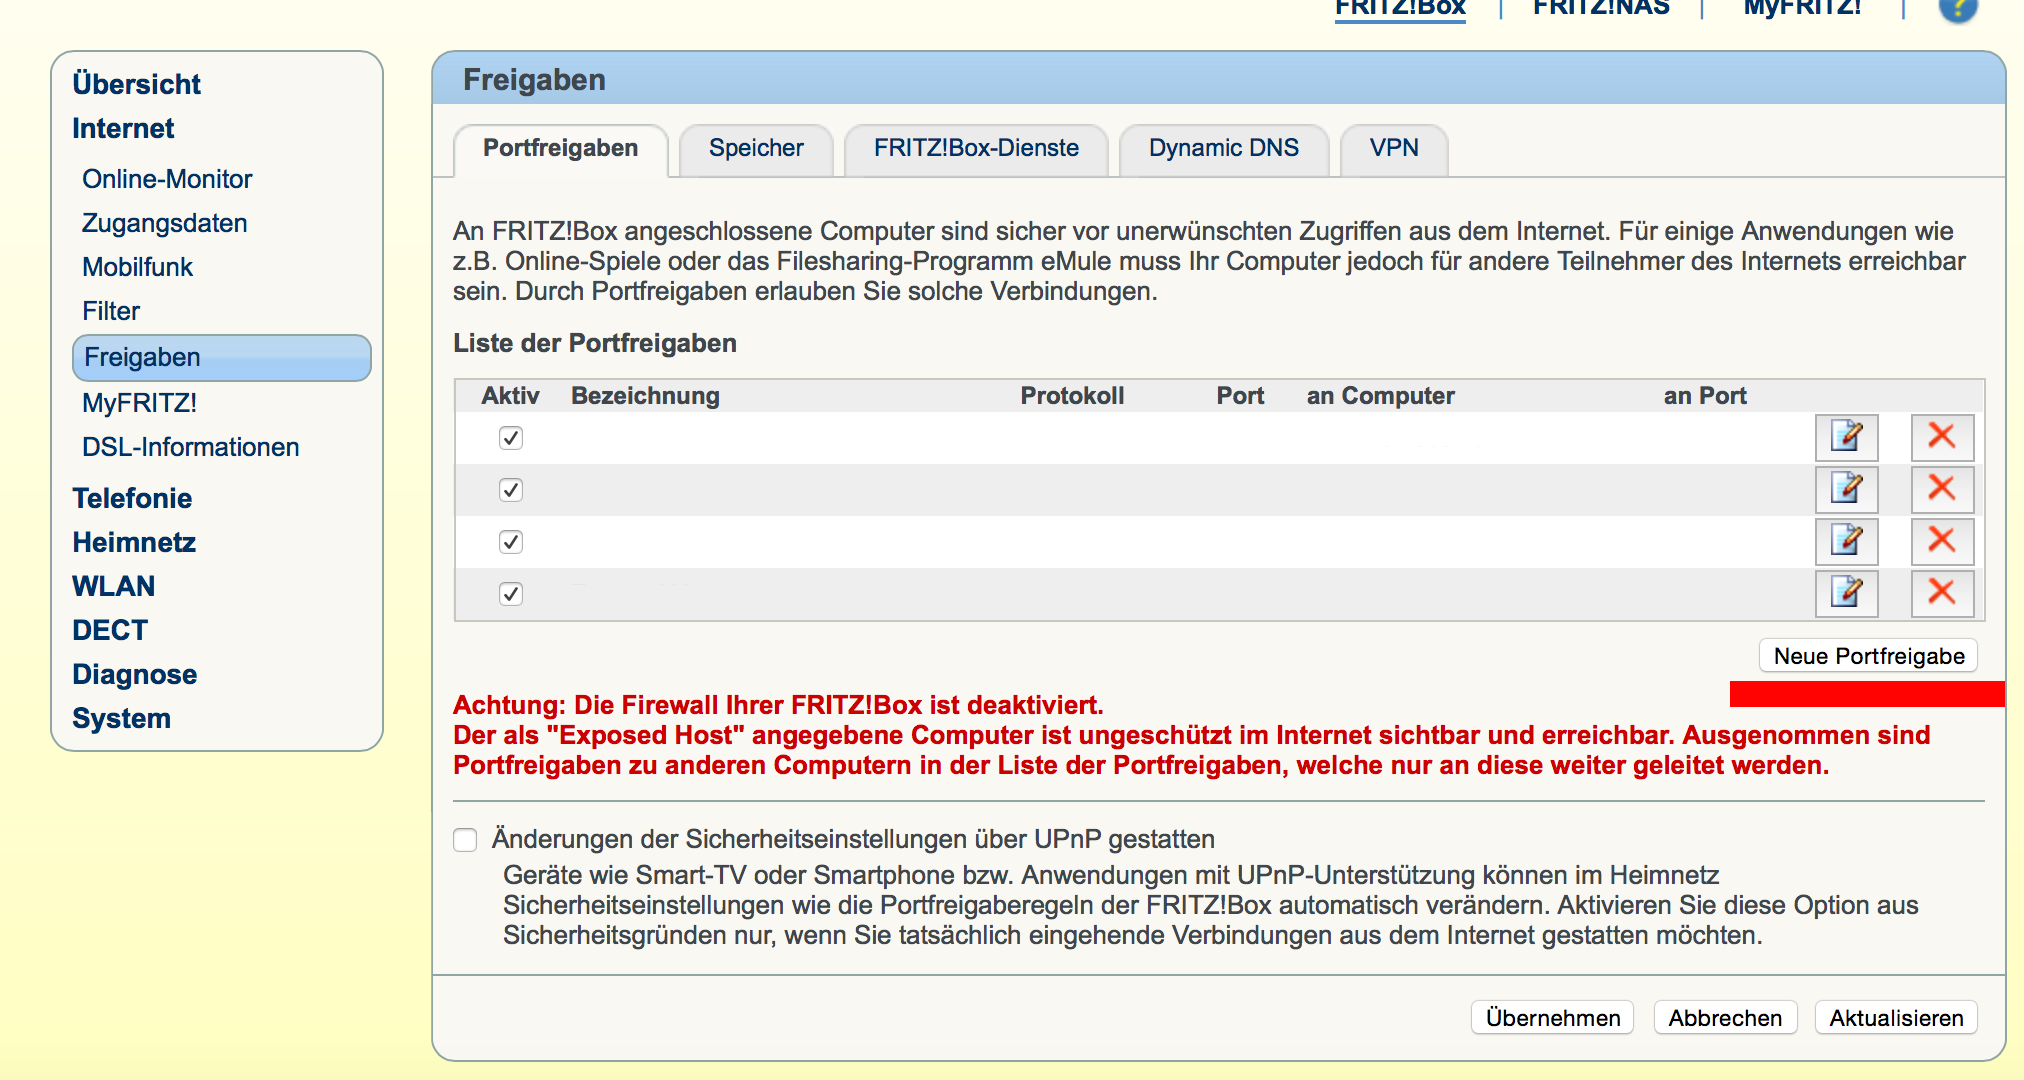 FRITZ!Box | FRITZ!NAS | MyFRITZ! | ?
Übersicht
Internet
Online-Monitor
Zugangsdaten
Mobilfunk
Filter
Freigaben
MyFRITZ!
DSL-Informationen
Telefonie
Heimnetz
WLAN
DECT
Diagnose
System
Freigaben
Portfreigaben Speicher FRITZ!Box-Dienste Dynamic DNS VPN
An FRITZ!Box angeschlossene Computer sind sicher vor unerwünschten Zugriffen aus dem Internet. Für einige Anwendungen wie
z.B. Online-Spiele oder das Filesharing-Programm eMule muss Ihr Computer jedoch für andere Teilnehmer des Internets erreichbar
sein. Durch Portfreigaben erlauben Sie solche Verbindungen.
Liste der Portfreigaben
Aktiv Bezeichnung Protokoll Port an Computer an Port
Neue Portfreigabe
Achtung: Die Firewall Ihrer FRITZ!Box ist deaktiviert.
Der als "Exposed Host" angegebene Computer ist ungeschützt im Internet sichtbar und erreichbar. Ausgenommen sind
Portfreigaben zu anderen Computern in der Liste der Portfreigaben, welche nur an diese weiter geleitet werden.
Änderungen der Sicherheitseinstellungen über UPnP gestatten
Geräte wie Smart-TV oder Smartphone bzw. Anwendungen mit UPnP-Unterstützung können im Heimnetz
Sicherheitseinstellungen wie die Portfreigaberegeln der FRITZ!Box automatisch verändern. Aktivieren Sie diese Option aus
Sicherheitsgründen nur, wenn Sie tatsächlich eingehende Verbindungen aus dem Internet gestatten möchten.
Übernehmen Abbrechen Aktualisieren